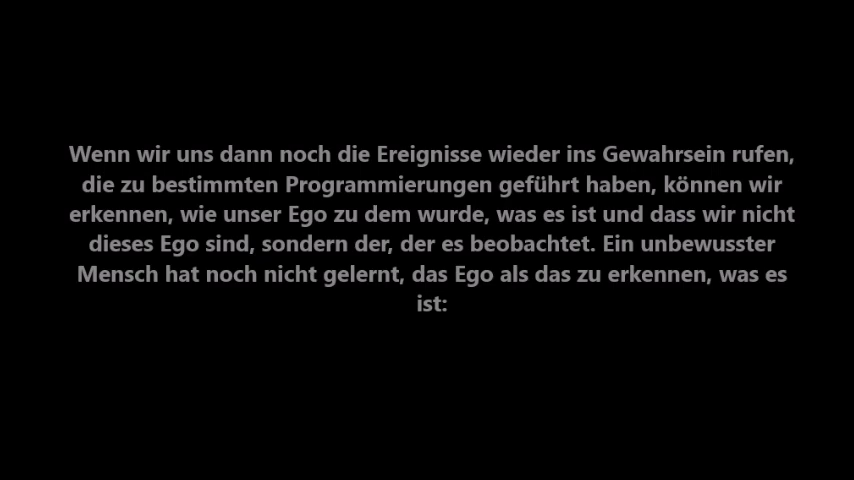 Wenn wir uns dann noch die Ereignisse wieder ins Gewahrsein rufen,
die zu bestimmten Programmierungen geführt haben, können wir
erkennen, wie unser Ego zu dem wurde, was es ist und dass wir nicht
dieses Ego sind, sondern der, der es beobachtet. Ein unbewusster
Mensch hat noch nicht gelernt, das Ego als das zu erkennen, was es
ist: